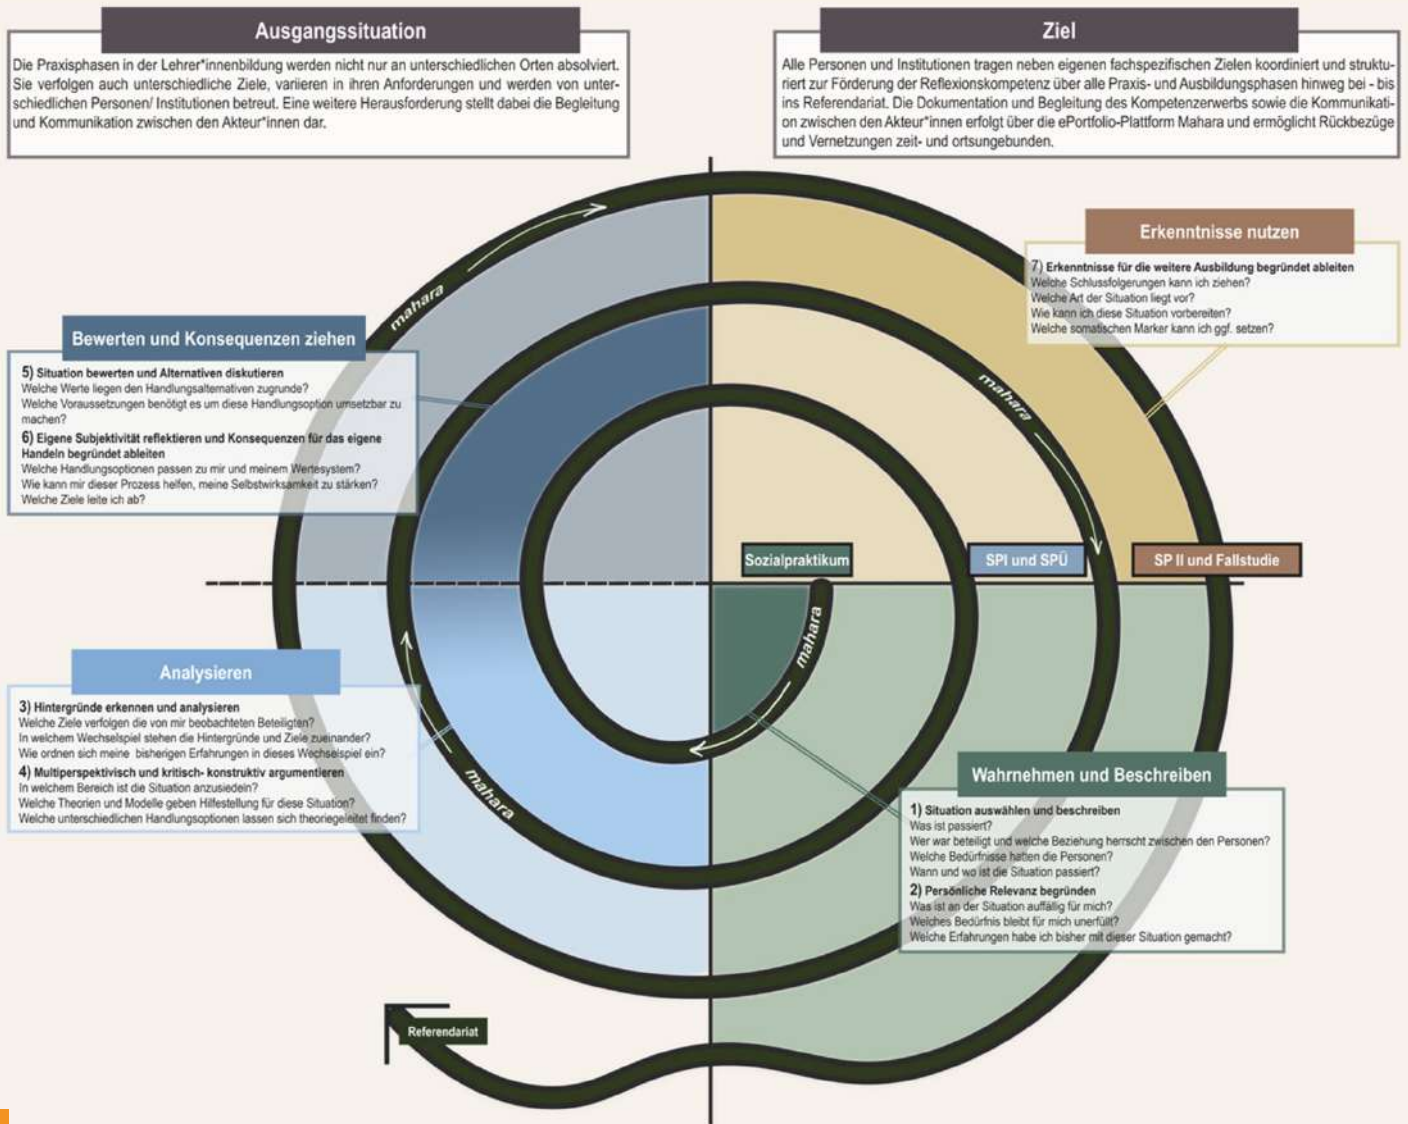 Ausgangssituation
Die Praxisphasen in der Lehrer*innenbildung werden nicht nur an unterschiedlichen Orten absolviert.
Sie verfolgen auch unterschiedliche Ziele, variieren in ihren Anforderungen und werden von unter-
schiedlichen Personen/ Institutionen betreut. Eine weitere Herausforderung stellt dabei die Begleitung
und Kommunikation zwischen den Akteur*innen dar.
Ziel
Alle Personen und Institutionen tragen neben eigenen fachspezifischen Zielen koordiniert und struktu-
riert zur Förderung der Reflexionskompetenz über alle Praxis- und Ausbildungsphasen hinweg bei - bis
ins Referendariat. Die Dokumentation und Begleitung des Kompetenzerwerbs sowie die Kommunikati-
on zwischen den Akteur*innen erfolgt über die ePortfolio-Plattform Mahara und ermöglicht Rückbezüge
und Vernetzungen zeit- und ortsungebunden.
Erkenntnisse nutzen
7) Erkenntnisse für die weitere Ausbildung begründet ableiten
Welche Schlussfolgerungen kann ich ziehen?
Welche Art der Situation liegt vor?
Wie kann ich diese Situation vorbereiten?
Welche somatischen Marker kann ich ggf. setzen?
mahara
Bewerten und Konsequenzen ziehen
5) Situation bewerten und Alternativen diskutieren
Welche Werte liegen den Handlungsalternativen zugrunde?
Welche Voraussetzungen benötigt es um diese Handlungsoption umsetzbar zu
machen?
6) Eigene Subjektivität reflektieren und Konsequenzen für das eigene
Handeln begründet ableiten
Welche Handlungsoptionen passen zu mir und meinem Wertesystem?
Wie kann mir dieser Prozess helfen, meine Selbstwirksamkeit zu stärken?
Welche Ziele leite ich ab?
mahara
Sozialpraktikum
SPI und SPÜ
SP II und Fallstudie
mahara
Analysieren
3) Hintergründe erkennen und analysieren
Welche Ziele verfolgen die von mir beobachteten Beteiligten?
In welchem Wechselspiel stehen die Hintergründe und Ziele zueinander?
Wie ordnen sich meine bisherigen Erfahrungen in dieses Wechselspiel ein?
4) Multiperspektivisch und kritisch- konstruktiv argumentieren
In welchem Bereich ist die Situation anzusiedeln?
Welche Theorien und Modelle geben Hilfestellung für diese Situation?
Welche unterschiedlichen Handlungsoptionen lassen sich theoriegeleitet finden?
mahara
Wahrnehmen und Beschreiben
1) Situation auswählen und beschreiben
Was ist passiert?
Wer war beteiligt und welche Beziehung herrscht zwischen den Personen?
Welche Bedürfnisse hatten die Personen?
Wann und wo ist die Situation passiert?
2) Persönliche Relevanz begründen
Was ist an der Situation auffällig für mich?
Welches Bedürfnis bleibt für mich unerfüllt?
Welche Erfahrungen habe ich bisher mit dieser Situation gemacht?
Referendariat